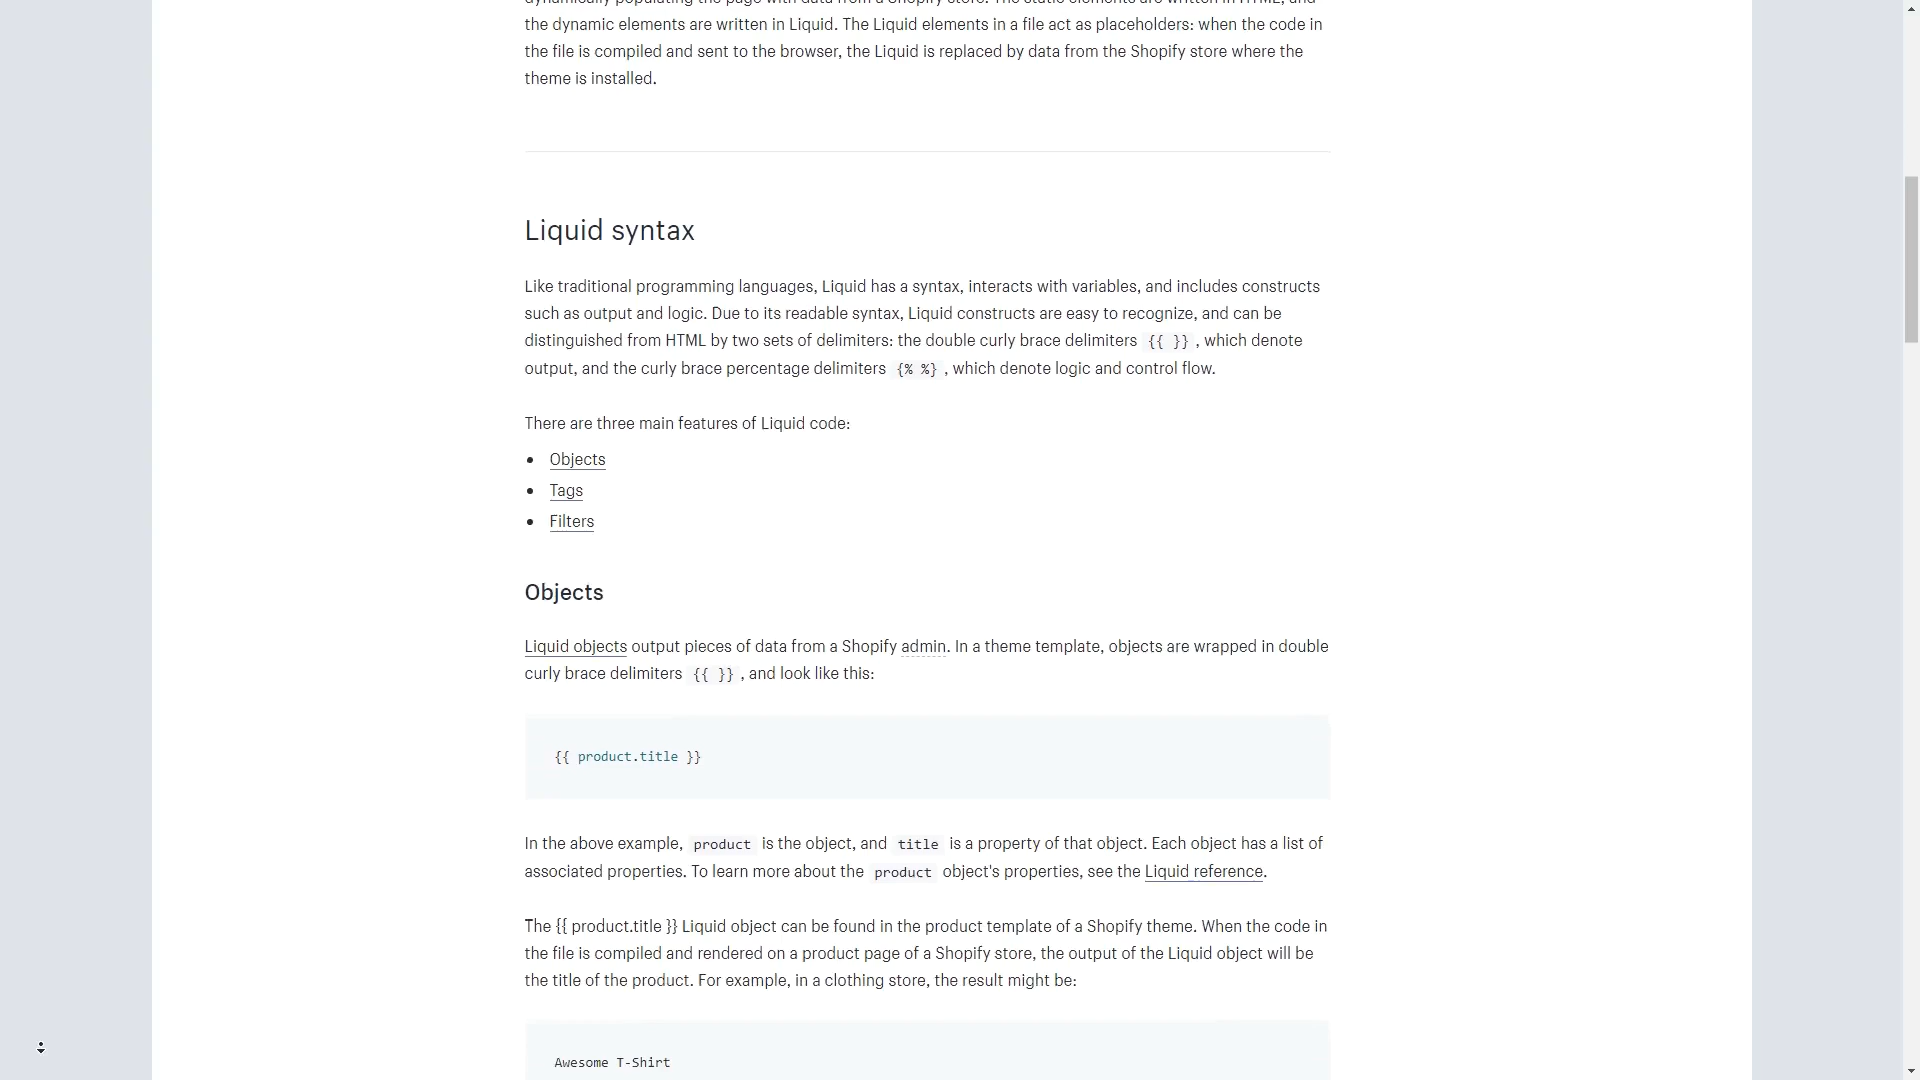 the dynamic elements are written in Liquid. The Liquid elements in a file act as placeholders: when the code in
the file is compiled and sent to the browser, the Liquid is replaced by data from the Shopify store where the
theme is installed.
Liquid syntax
Like traditional programming languages, Liquid has a syntax, interacts with variables, and includes constructs
such as output and logic. Due to its readable syntax, Liquid constructs are easy to recognize, and can be
distinguished from HTML by two sets of delimiters: the double curly brace delimiters {{ }} , which denote
output, and the curly brace percentage delimiters {% %} , which denote logic and control flow.
There are three main features of Liquid code:
• Objects
• Tags
• Filters
Objects
Liquid objects output pieces of data from a Shopify admin. In a theme template, objects are wrapped in double
curly brace delimiters {{ }} , and look like this:
{{ product.title }}
In the above example, product is the object, and title is a property of that object. Each object has a list of
associated properties. To learn more about the product object's properties, see the Liquid reference.
The {{ product.title }} Liquid object can be found in the product template of a Shopify theme. When the code in
the file is compiled and rendered on a product page of a Shopify store, the output of the Liquid object will be
the title of the product. For example, in a clothing store, the result might be:
Awesome T-Shirt